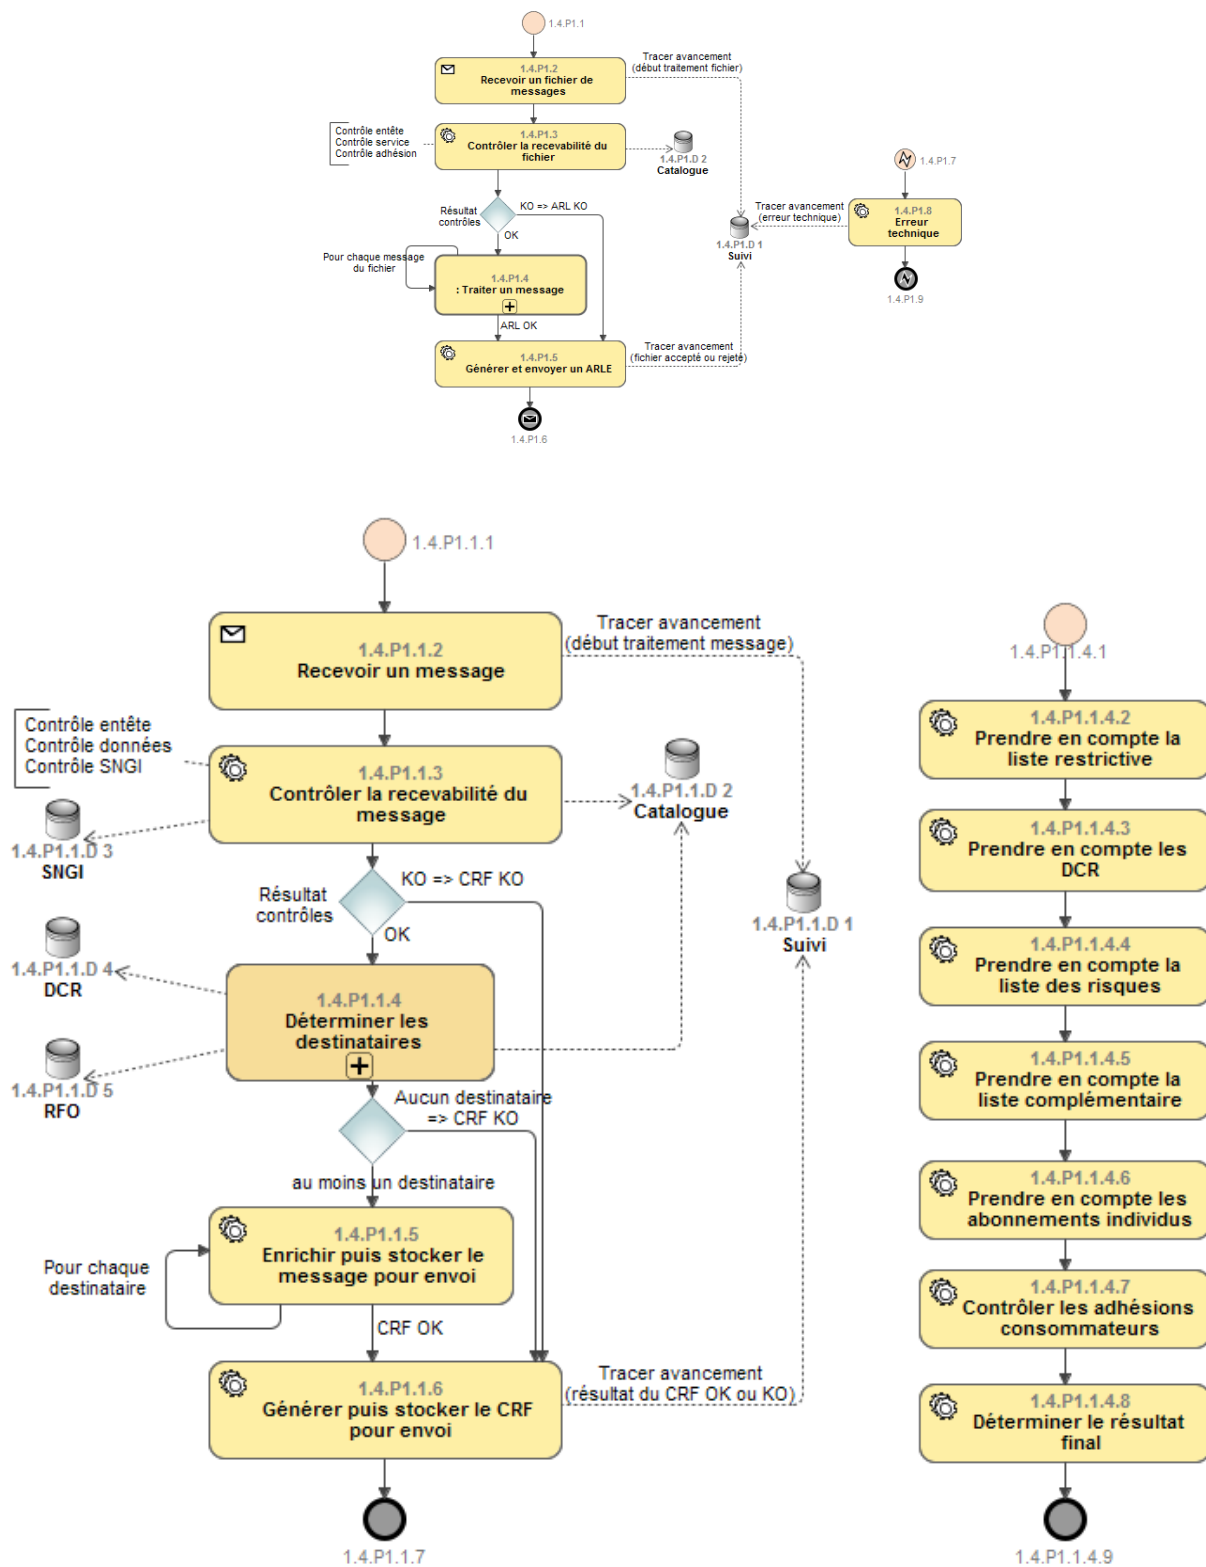 1.4.P1.1
1.4.P1.2
Recevoir un fichier de
messages
Tracer avancement
(début traitement fichier)
Contrôle entête
Contrôle service
Contrôle adhésion
1.4.P1.3
Contrôler la recevabilité du
fichier
1.4.P1.D 2
Catalogue
1.4.P1.7
Résultat
contrôles
KO => ARL KO
OK
Tracer avancement
(erreur technique)
1.4.P1.8
Erreur
technique
1.4.P1.D 1
Suivi
Pour chaque message
du fichier
1.4.P1.4
: Traiter un message
1.4.P1.9
ARL OK
1.4.P1.5
Générer et envoyer un ARLE
Tracer avancement
(fichier accepté ou rejeté)
1.4.P1.6
1.4.P1.1.1
1.4.P1.1.2
Recevoir un message
Tracer avancement
(début traitement message)
Contrôle entête
Contrôle données
Contrôle SNGI
1.4.P1.1.3
Contrôler la recevabilité du
message
1.4.P1.1.D 2
Catalogue
1.4.P1.1.D 3
SNGI
Résultat
contrôles
KO => CRF KO
OK
1.4.P1.1.D 1
Suivi
1.4.P1.1.D 4
DCR
1.4.P1.1.4
Déterminer les
destinataires
1.4.P1.1.D 5
RFO
Aucun destinataire
=> CRF KO
au moins un destinataire
1.4.P1.1.5
Enrichir puis stocker le
message pour envoi
Pour chaque
destinataire
CRF OK
1.4.P1.1.6
Générer puis stocker le CRF
pour envoi
Tracer avancement
(résultat du CRF OK ou KO)
1.4.P1.1.7
1.4.P1.1.4.1
1.4.P1.1.4.2
Prendre en compte la
liste restrictive
1.4.P1.1.4.3
Prendre en compte les
DCR
1.4.P1.1.4.4
Prendre en compte la
liste des risques
1.4.P1.1.4.5
Prendre en compte la
liste complémentaire
1.4.P1.1.4.6
Prendre en compte les
abonnements individus
1.4.P1.1.4.7
Contrôler les adhésions
consommateurs
1.4.P1.1.4.8
Déterminer le résultat
final
1.4.P1.1.4.9